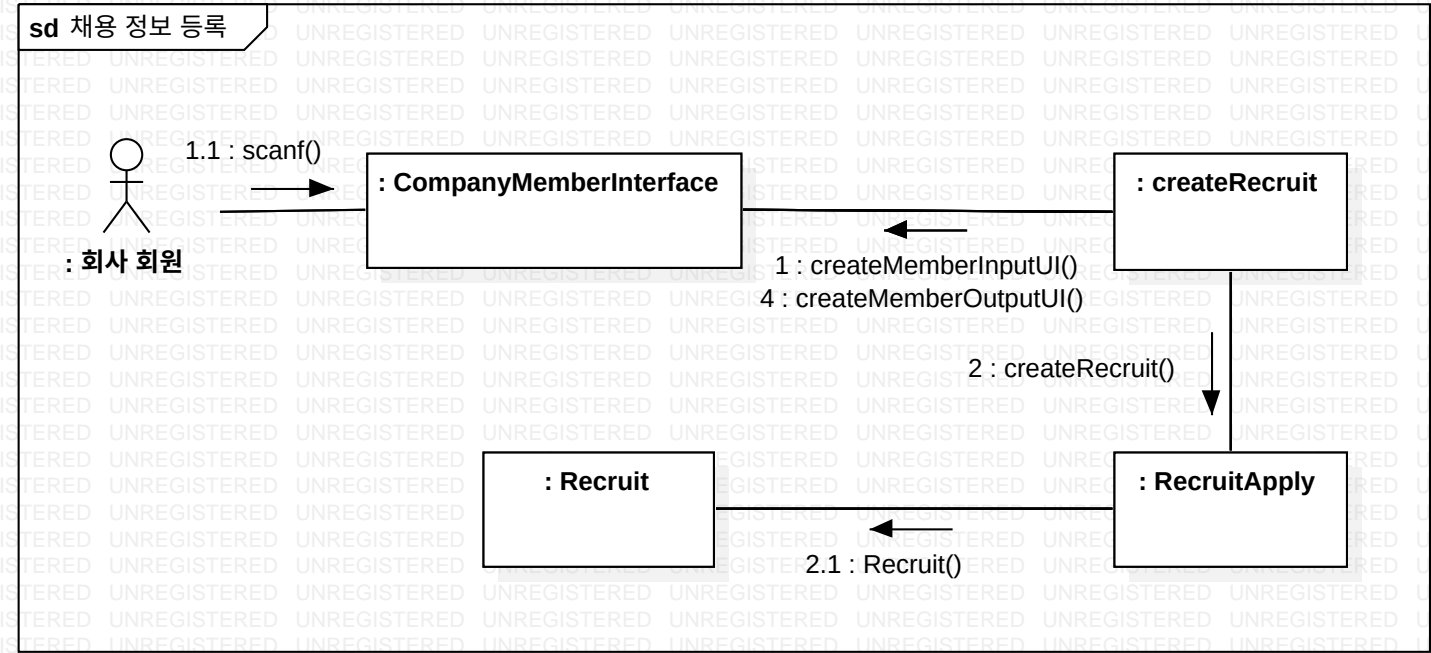 sd 채용 정보 등록
1.1 : scanf()
: CompanyMemberInterface
: createRecruit
: 회사 회원
1 : createMemberInputUI()
4 : createMemberOutputUI()
2 : createRecruit()
: Recruit
: RecruitApply
2.1 : Recruit()
UNREGISTERED